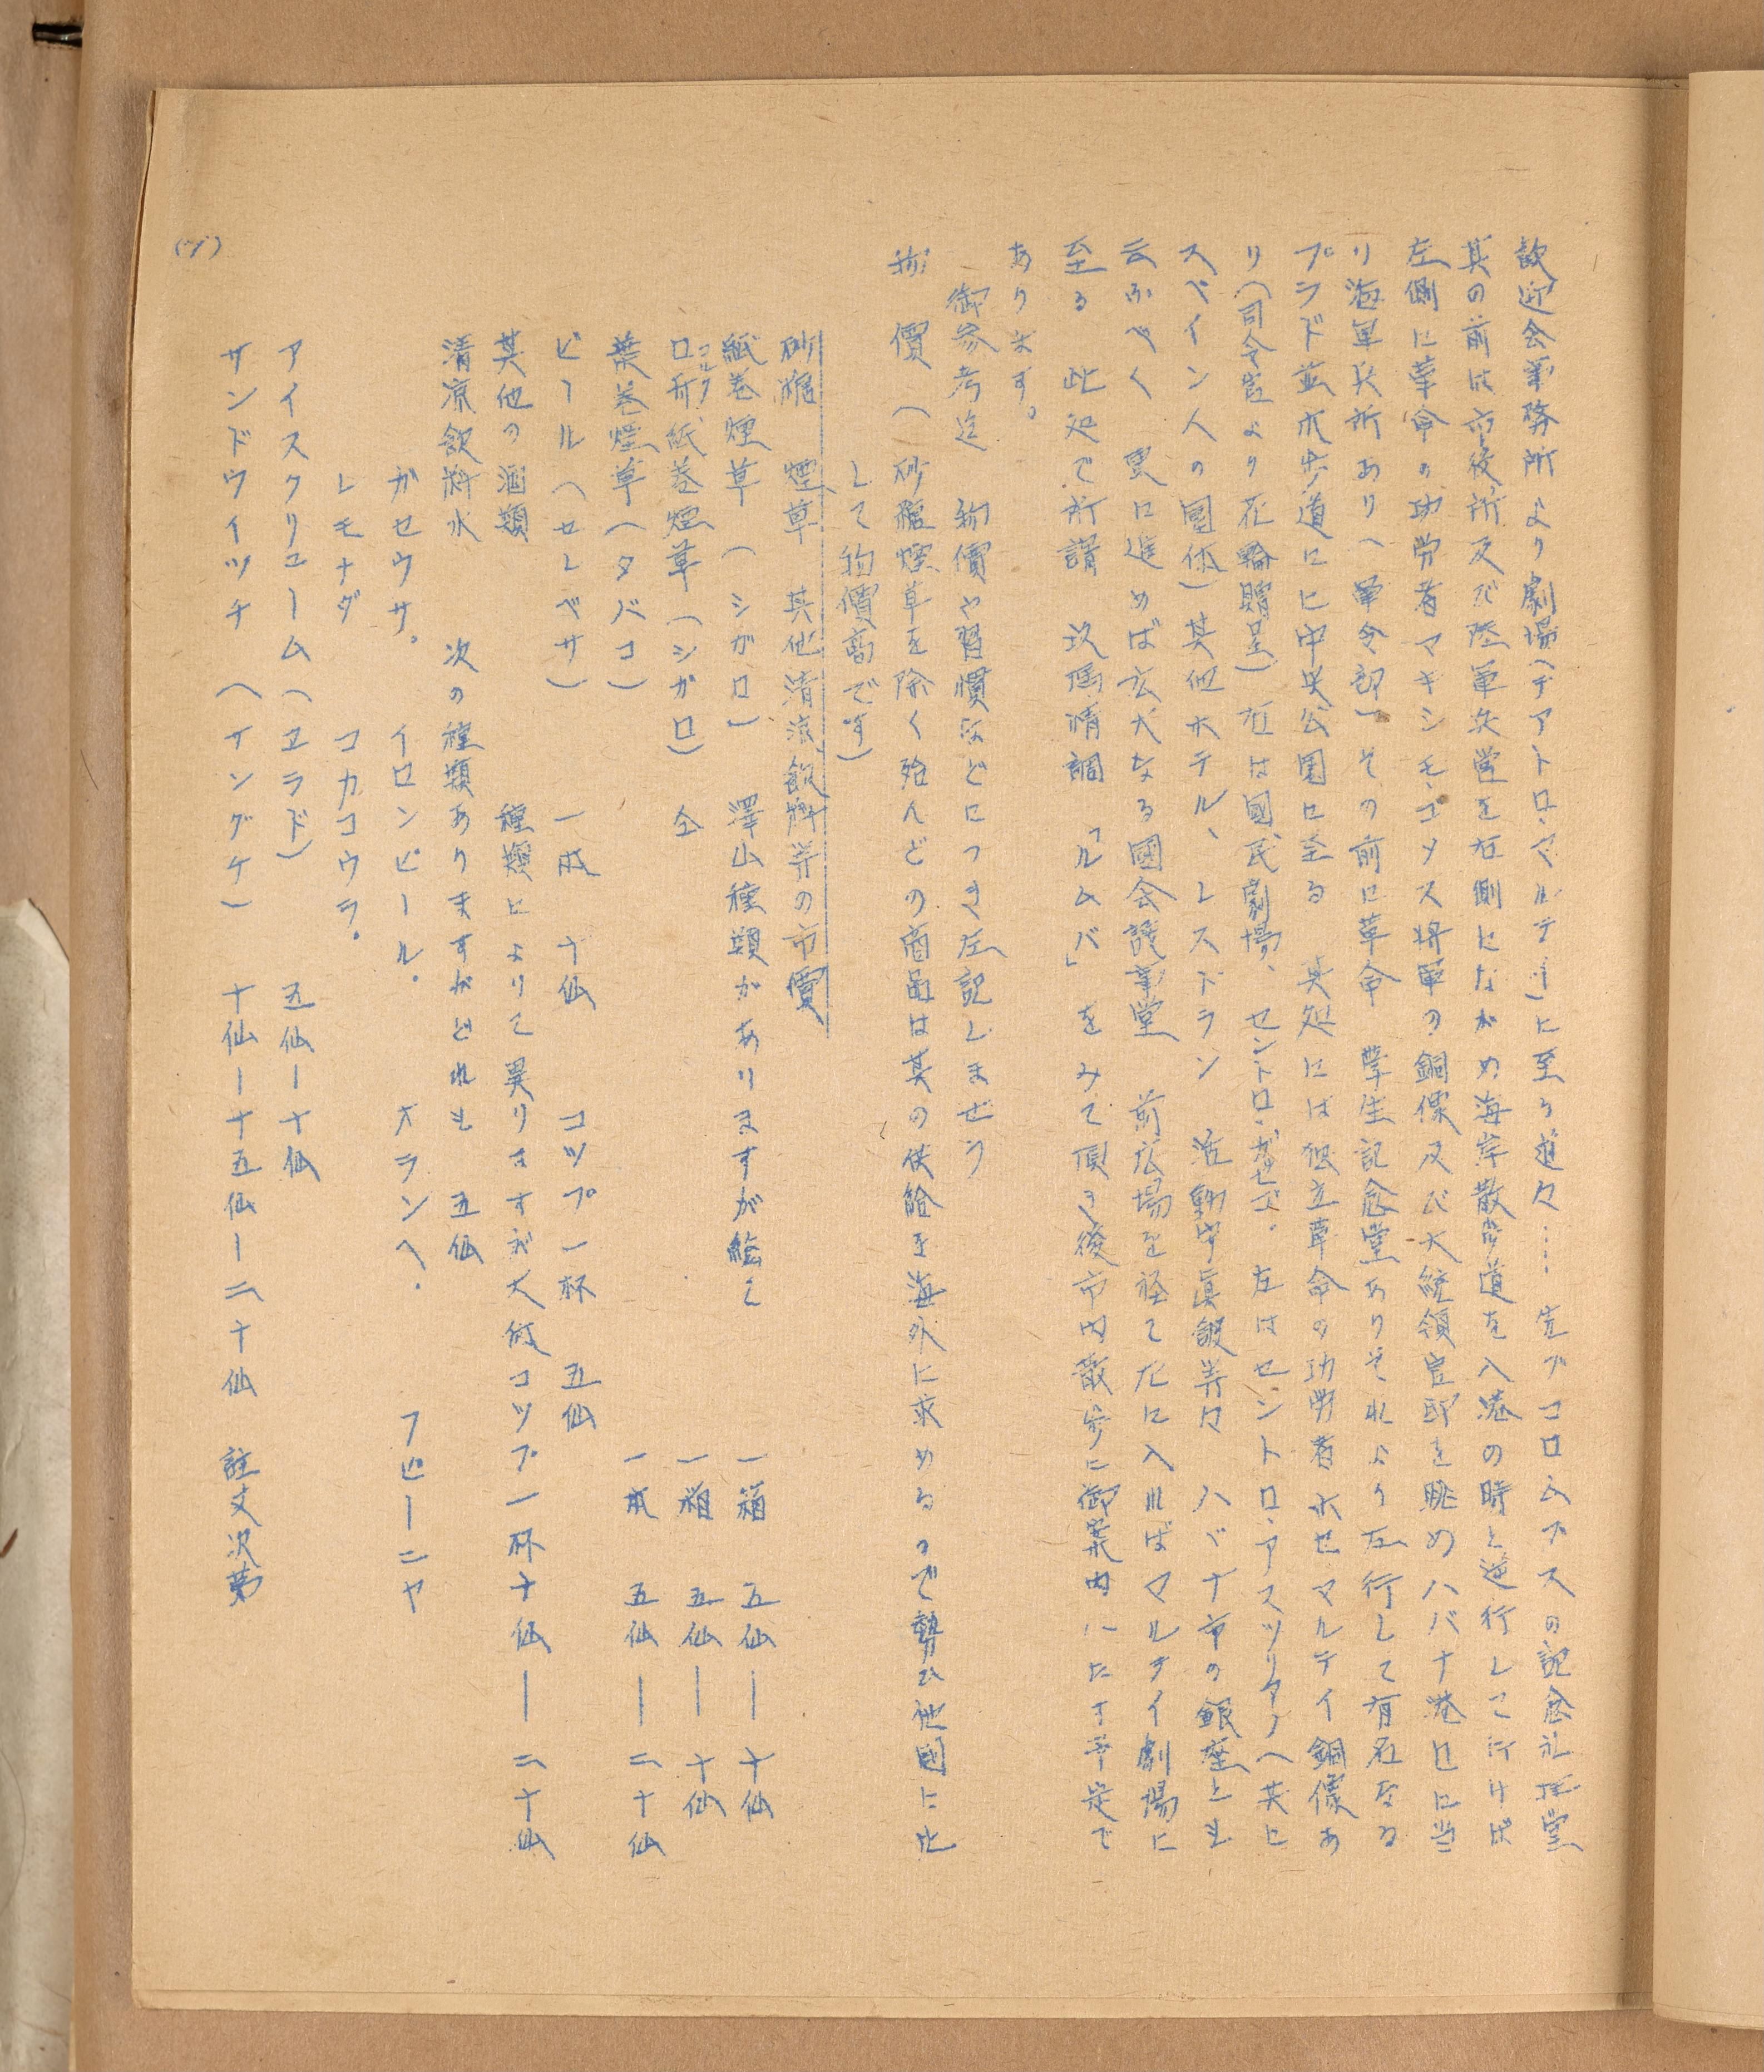 歓迎会事務所より劇場(テアトロ、マルティー)に至る道々…… 先づコロムブスの記念礼拝堂
其の前は市役所及び陸軍兵営を右側にながめ海岸散歩道を入港の時と逆行して行けば
左側に革命の功労者マキシモ、ゴメス将軍の銅像及び大統領官邸を眺めハバナ港口に当
り海軍兵所あり(軍令部)その前に革命 学生記念堂ありそれより左行して有名なる
プラド並木歩道に に中央公園に至る 其処には独立革命の功労者ホセマルティ銅像あ
り(司令官より花輪贈呈)右は國民劇場、セントロ・ガセゴ. 左はセントロ・アスツリアノ(共に
スペイン人の團体)其他ホテル、レストラン 活動写眞舘等々 ハバナ市の銀座とも
云ふべく 更に進めば広大なる國会議事堂 前広場を経て左に入ればマルティ劇場に
至る 此処で所謂 玖馬情調 「ルムバ」をみて頂き後市内散歩に御案内いたす予定で
あります。
御参考迄 物價や習慣などにつき左記しませう
物 價 (砂糖煙草を除く殆んどの商品は其の供給を海外に求めるので勢ひ他國に比
して物價高です)
砂糖 煙草 其他清涼飲料等の市價
紙巻煙草 (シガロ) 澤山種類がありますが総て 一箱 五仙―十仙
コルク
口形紙巻煙草(シガロ) 仝 一箱 五仙―十仙
葉巻煙草(タバコ) 一本 五仙―二十仙
ビール(セレベサ) 一本 十仙 コップ一杯 五仙
其他の酒類 種類によりて異りますが大低コップ一杯十仙―二十仙
清涼飲料水 次の種類ありますがどれも 五仙
ガセウサ。 イロンビール. オランヘ. フピーニヤ
レモナダ コカコウラ.
アイスクリューム(エラド) 五仙―十仙
サンドウイッチ (サングケ) 十仙―十五仙―二十仙 註文次第